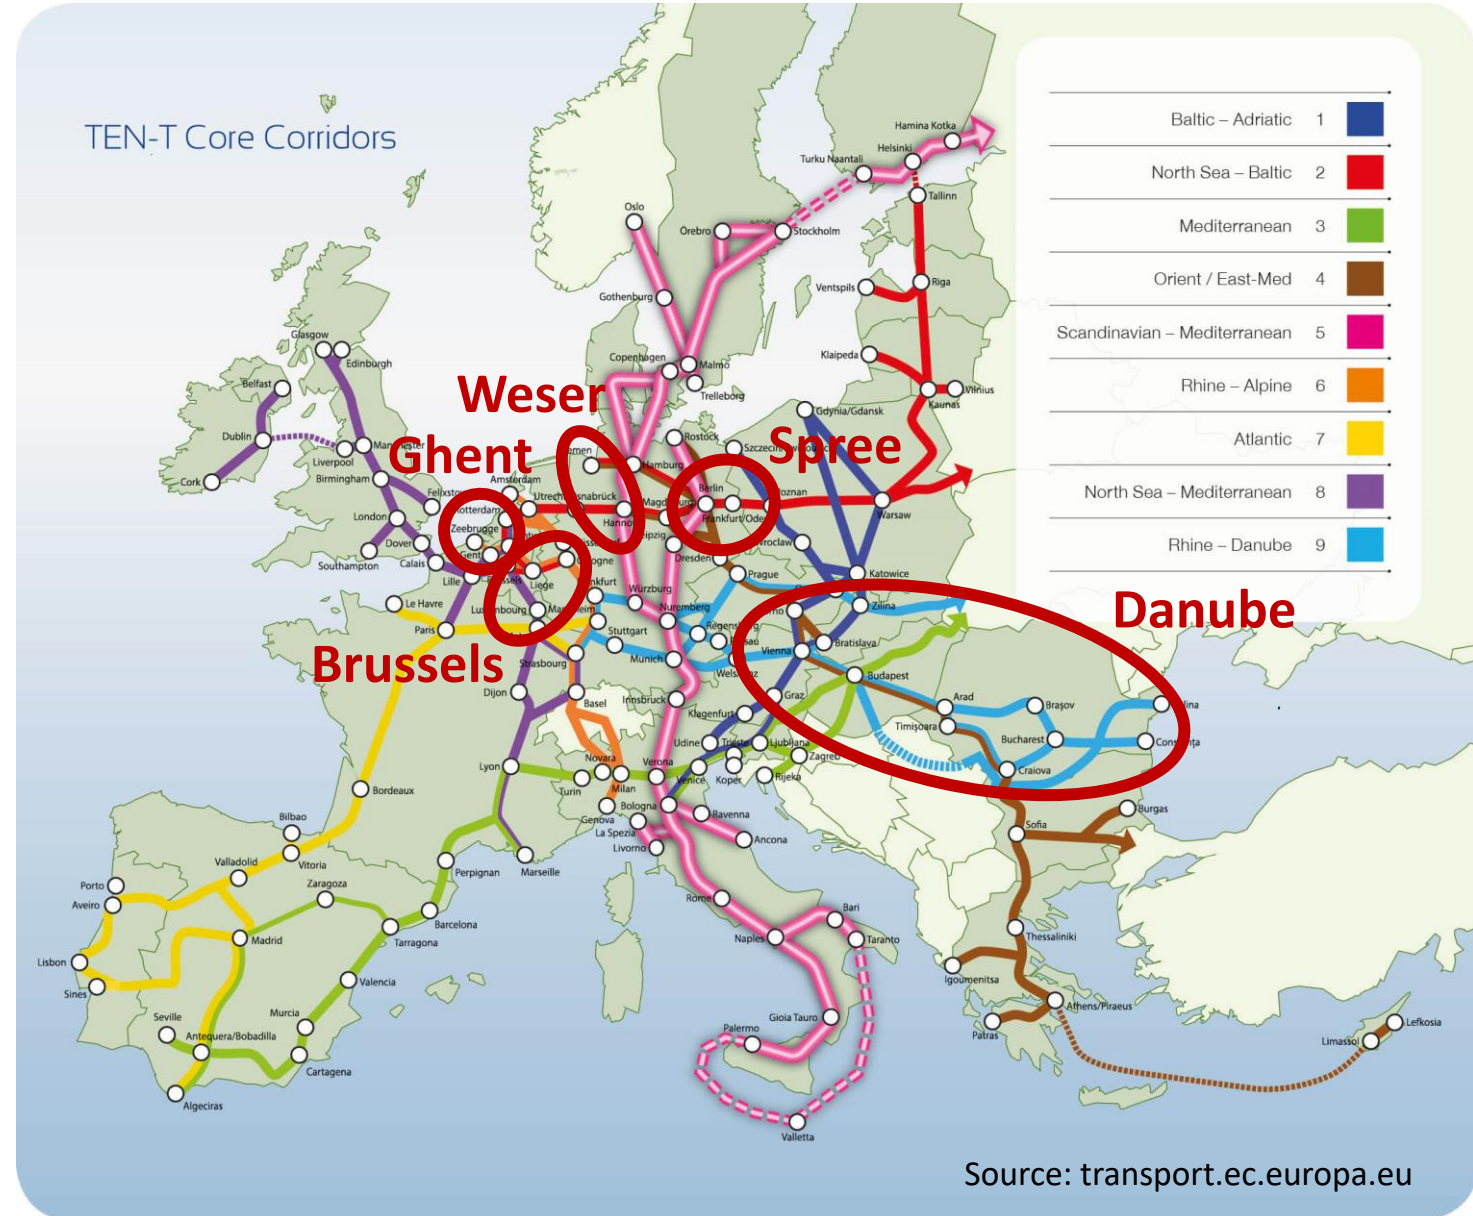 TEN-T Core Corridors
Baltic – Adriatic 1
North Sea – Baltic 2
Mediterranean 3
Orient / East-Med 4
Scandinavian – Mediterranean 5
Rhine – Alpine 6
Atlantic 7
North Sea – Mediterranean 8
Rhine – Danube 9
Hamina Kotka
Helsinki
Turku Naantali
Tallinn
Oslo
Örebro
Stockholm
Ventspils
Riga
Gothenburg
Glasgow
Edinburgh
Klaipeda
Copenhagen
Malmö
Belfast
Trelleborg
Vilnius
Kaunas
Weser
Gdynia/Gdansk
Dublin
Rostock
Spree
Liverpool
Ghent
Hamburg
Birmingham
Cork
Amsterdam
Berlin
London
Zeebrugge
Frankfurt/Oder
Warsaw
Dover
Southampton
Calais
Dresden
Lille
Liege
Prague
Katowice
Le Havre
Würzburg
Zilina
Danube
Nuremberg
Paris
Stuttgart
Bratislava
Brussels
Strasbourg
Munich
Vienna
Budapest
Dijon
Basel
Innsbruck
Graz
Arad
Braşov
Klagenfurt
Timişoara
Udine
Trieste
Ljubljana
Bucharest
Lyon
Novara
Verona
Venice
Koper
Zagreb
Rijeka
Craiova
Turin
Milan
Bordeaux
Genova
Bologna
Ravenna
Burgas
Bilbao
La Spezia
Livorno
Ancona
Sofia
Vitoria
Valladolid
Perpignan
Marseille
Porto
Zaragoza
Aveiro
Rome
Bari
Barcelona
Madrid
Tarragona
Naples
Taranto
Thessaloniki
Lisbon
Sines
Valencia
Igoumenitsa
Athens/Piraeus
Seville
Murcia
Gioia Tauro
Patras
Lefkosia
Antequera/Bobadilla
Palermo
Limassol
Cartagena
Algeciras
Valletta
Source: transport.ec.europa.eu